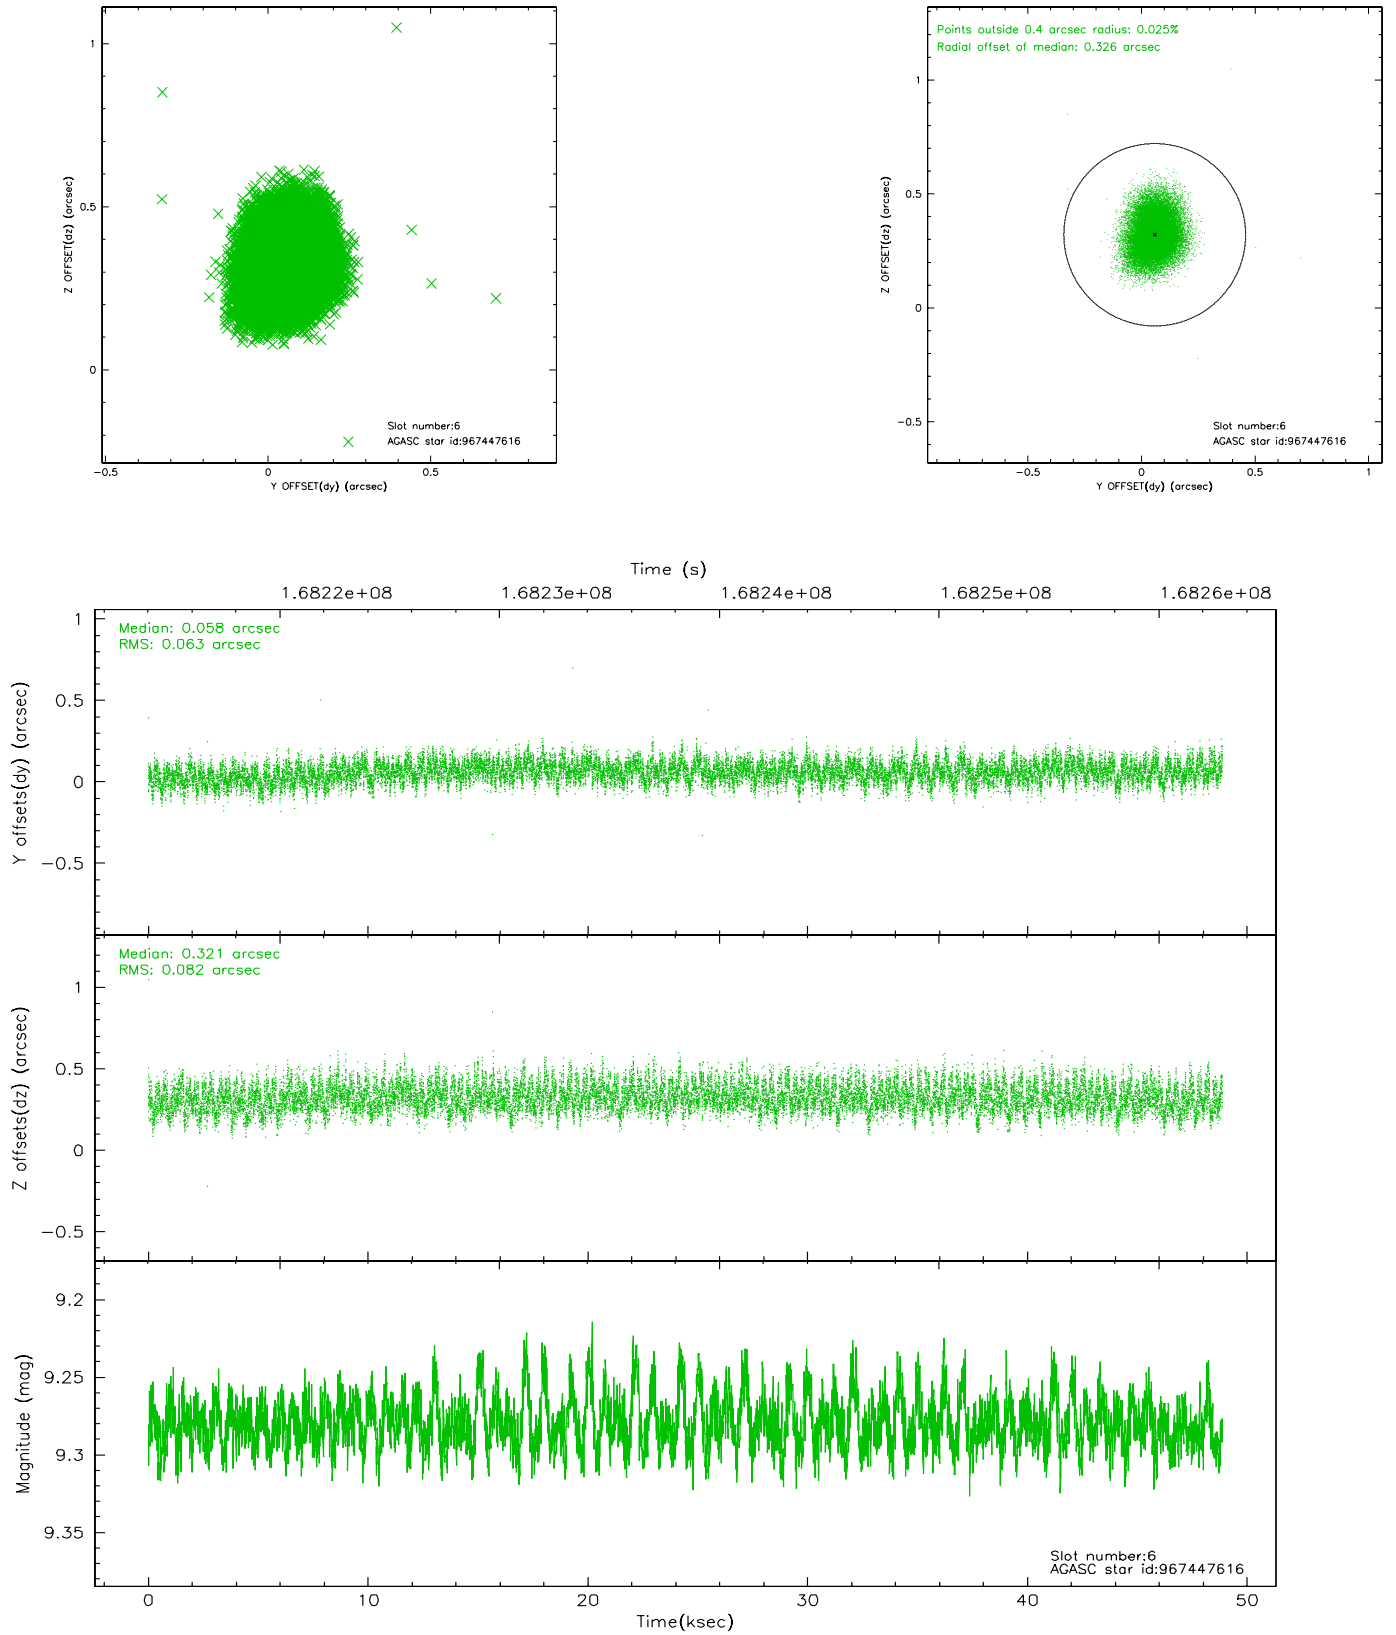 1
0.5
0
Z OFFSET(dz) (arcsec)
Slot number:6
AGASC star id:967447616
−0.5 0 0.5
Y OFFSET(dy) (arcsec)
Points outside 0.4 arcsec radius: 0.025%
Radial offset of median: 0.326 arcsec
1
0.5
0
−0.5
Z OFFSET(dz) (arcsec)
Slot number:6
AGASC star id:967447616
−0.5 0 0.5 1
Y OFFSET(dy) (arcsec)
Time (s)
1.6822e+08 1.6823e+08 1.6824e+08 1.6825e+08 1.6826e+08
Median: 0.058 arcsec
RMS: 0.063 arcsec
1
0.5
0
−0.5
Y offsets(dy) (arcsec)
Median: 0.321 arcsec
RMS: 0.082 arcsec
1
0.5
0
−0.5
Z offsets(dz) (arcsec)
9.2
9.25
9.3
9.35
Magnitude (mag)
Slot number:6
AGASC star id:967447616
0 10 20 30 40 50
Time(ksec)